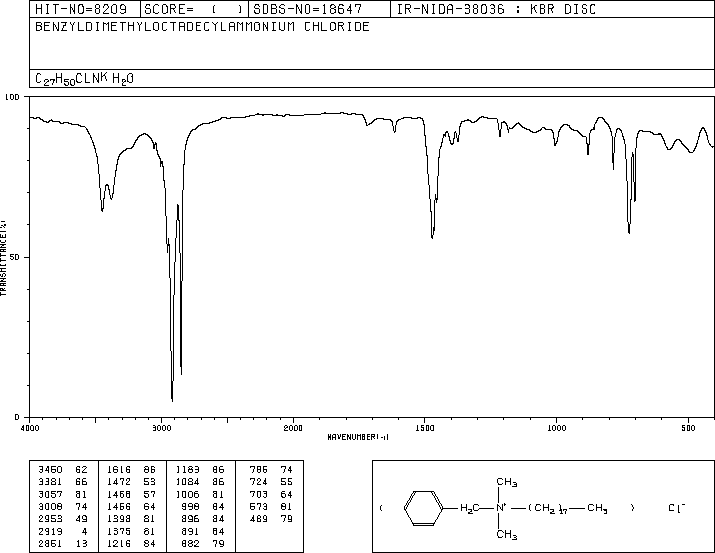 HIT-NO=8209 SCORE= ( ) SDBS-NO=18647 IR-NIDA-38036 : KBR DISC
BENZYLDIMETHYLOCTADECYLAMMONIUM CHLORIDE
C27H50CLNK H2O
100
50
0
TRANSMITTANCE(%)
4000 3000 2000 1500 1000 500
WAVENUMBER(-1)
3460 62 1616 86 1183 86 786 74
3381 66 1472 53 1084 86 724 55
3057 81 1468 57 1006 81 703 64
3008 74 1456 64 998 84 573 81
2953 49 1398 81 896 84 489 79
2919 4 1375 81 891 84
2851 13 1216 84 882 79
CH3
( H2C N+ (CH2)17 CH3 ) Cl-
CH3